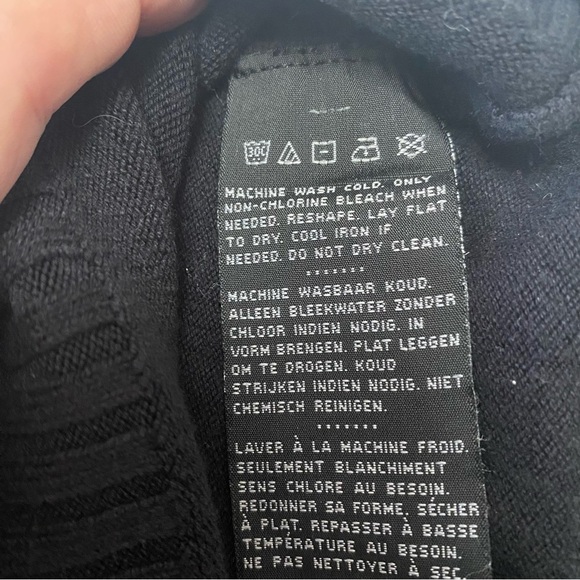 30C
MACHINE WASH COLD. ONLY
NON-CHLORINE BLEACH WHEN
NEEDED. RESHAPE. LAY FLAT
TO DRY. COOL IRON IF
NEEDED. DO NOT DRY CLEAN.
MACHINE WASBAAR KOUD.
ALLEEN BLEEKWATER ZONDER
CHLOOR INDIEN NODIG. IN
VORM BRENGEN. PLAT LEGGEN
OM TE DROGEN. KOUD
STRIJKEN INDIEN NODIG. NIET
CHEMISCH REINIGEN.
LAVER À LA MACHINE FROID.
SEULEMENT BLANCHIMENT
SENS CHLORE AU BESOIN.
REDONNER SA FORME. SÉCHER
À PLAT. REPASSER À BASSE
TEMPÉRATURE AU BESOIN.
NE PAS NETTOYER À SEC.